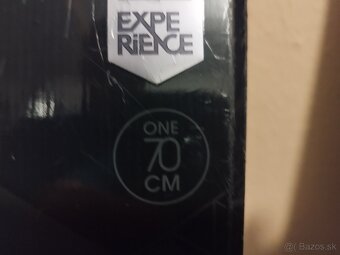 EXPE
RiENCE
ONE
70
CM
© Bazos.sk